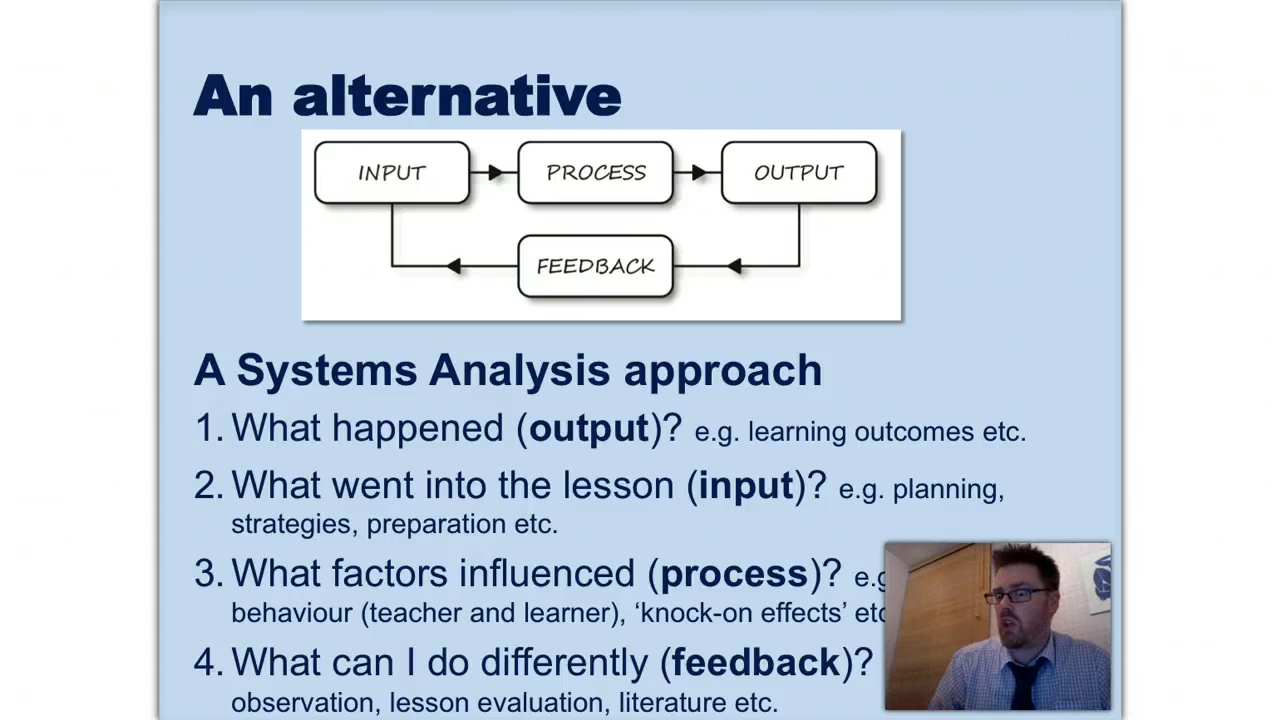 An alternative
INPUT PROCESS OUTPUT
FEEDBACK
A Systems Analysis approach
1. What happened (output)? e.g. learning outcomes etc.
2. What went into the lesson (input)? e.g. planning,
strategies, preparation etc.
3. What factors influenced (process)?
behaviour (teacher and learner), ‘knock-on effects’
4. What can I do differently (feedback)?
observation, lesson evaluation, literature etc.